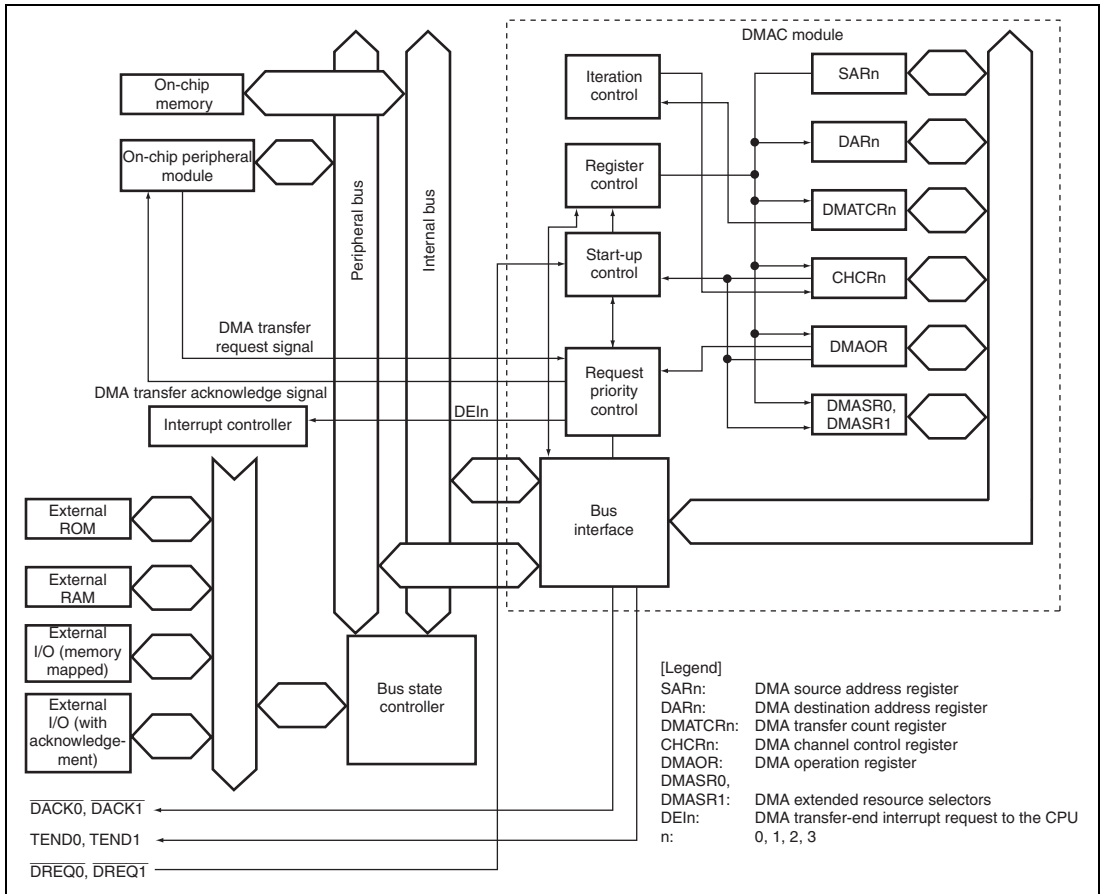 DMAC module
On-chip
memory
On-chip peripheral
module
Peripheral bus
Internal bus
Iteration
control
Register
control
Start-up
control
Request
priority
control
SARn
DARn
DMATCRn
CHCRn
DMAOR
DMASR0,
DMASR1
DMA transfer
request signal
DMA transfer acknowledge signal
Interrupt controller
DEIn
Bus
interface
External
ROM
External
RAM
External
I/O (memory
mapped)
External
I/O (with
acknowledge-
ment)
Bus state
controller
DACK0, DACK1
TEND0, TEND1
DREQ0, DREQ1
[Legend]
SARn: DMA source address register
DARn: DMA destination address register
DMATCRn: DMA transfer count register
CHCRn: DMA channel control register
DMAOR: DMA operation register
DMASR0,
DMASR1: DMA extended resource selectors
DEIn: DMA transfer-end interrupt request to the CPU
n: 0, 1, 2, 3